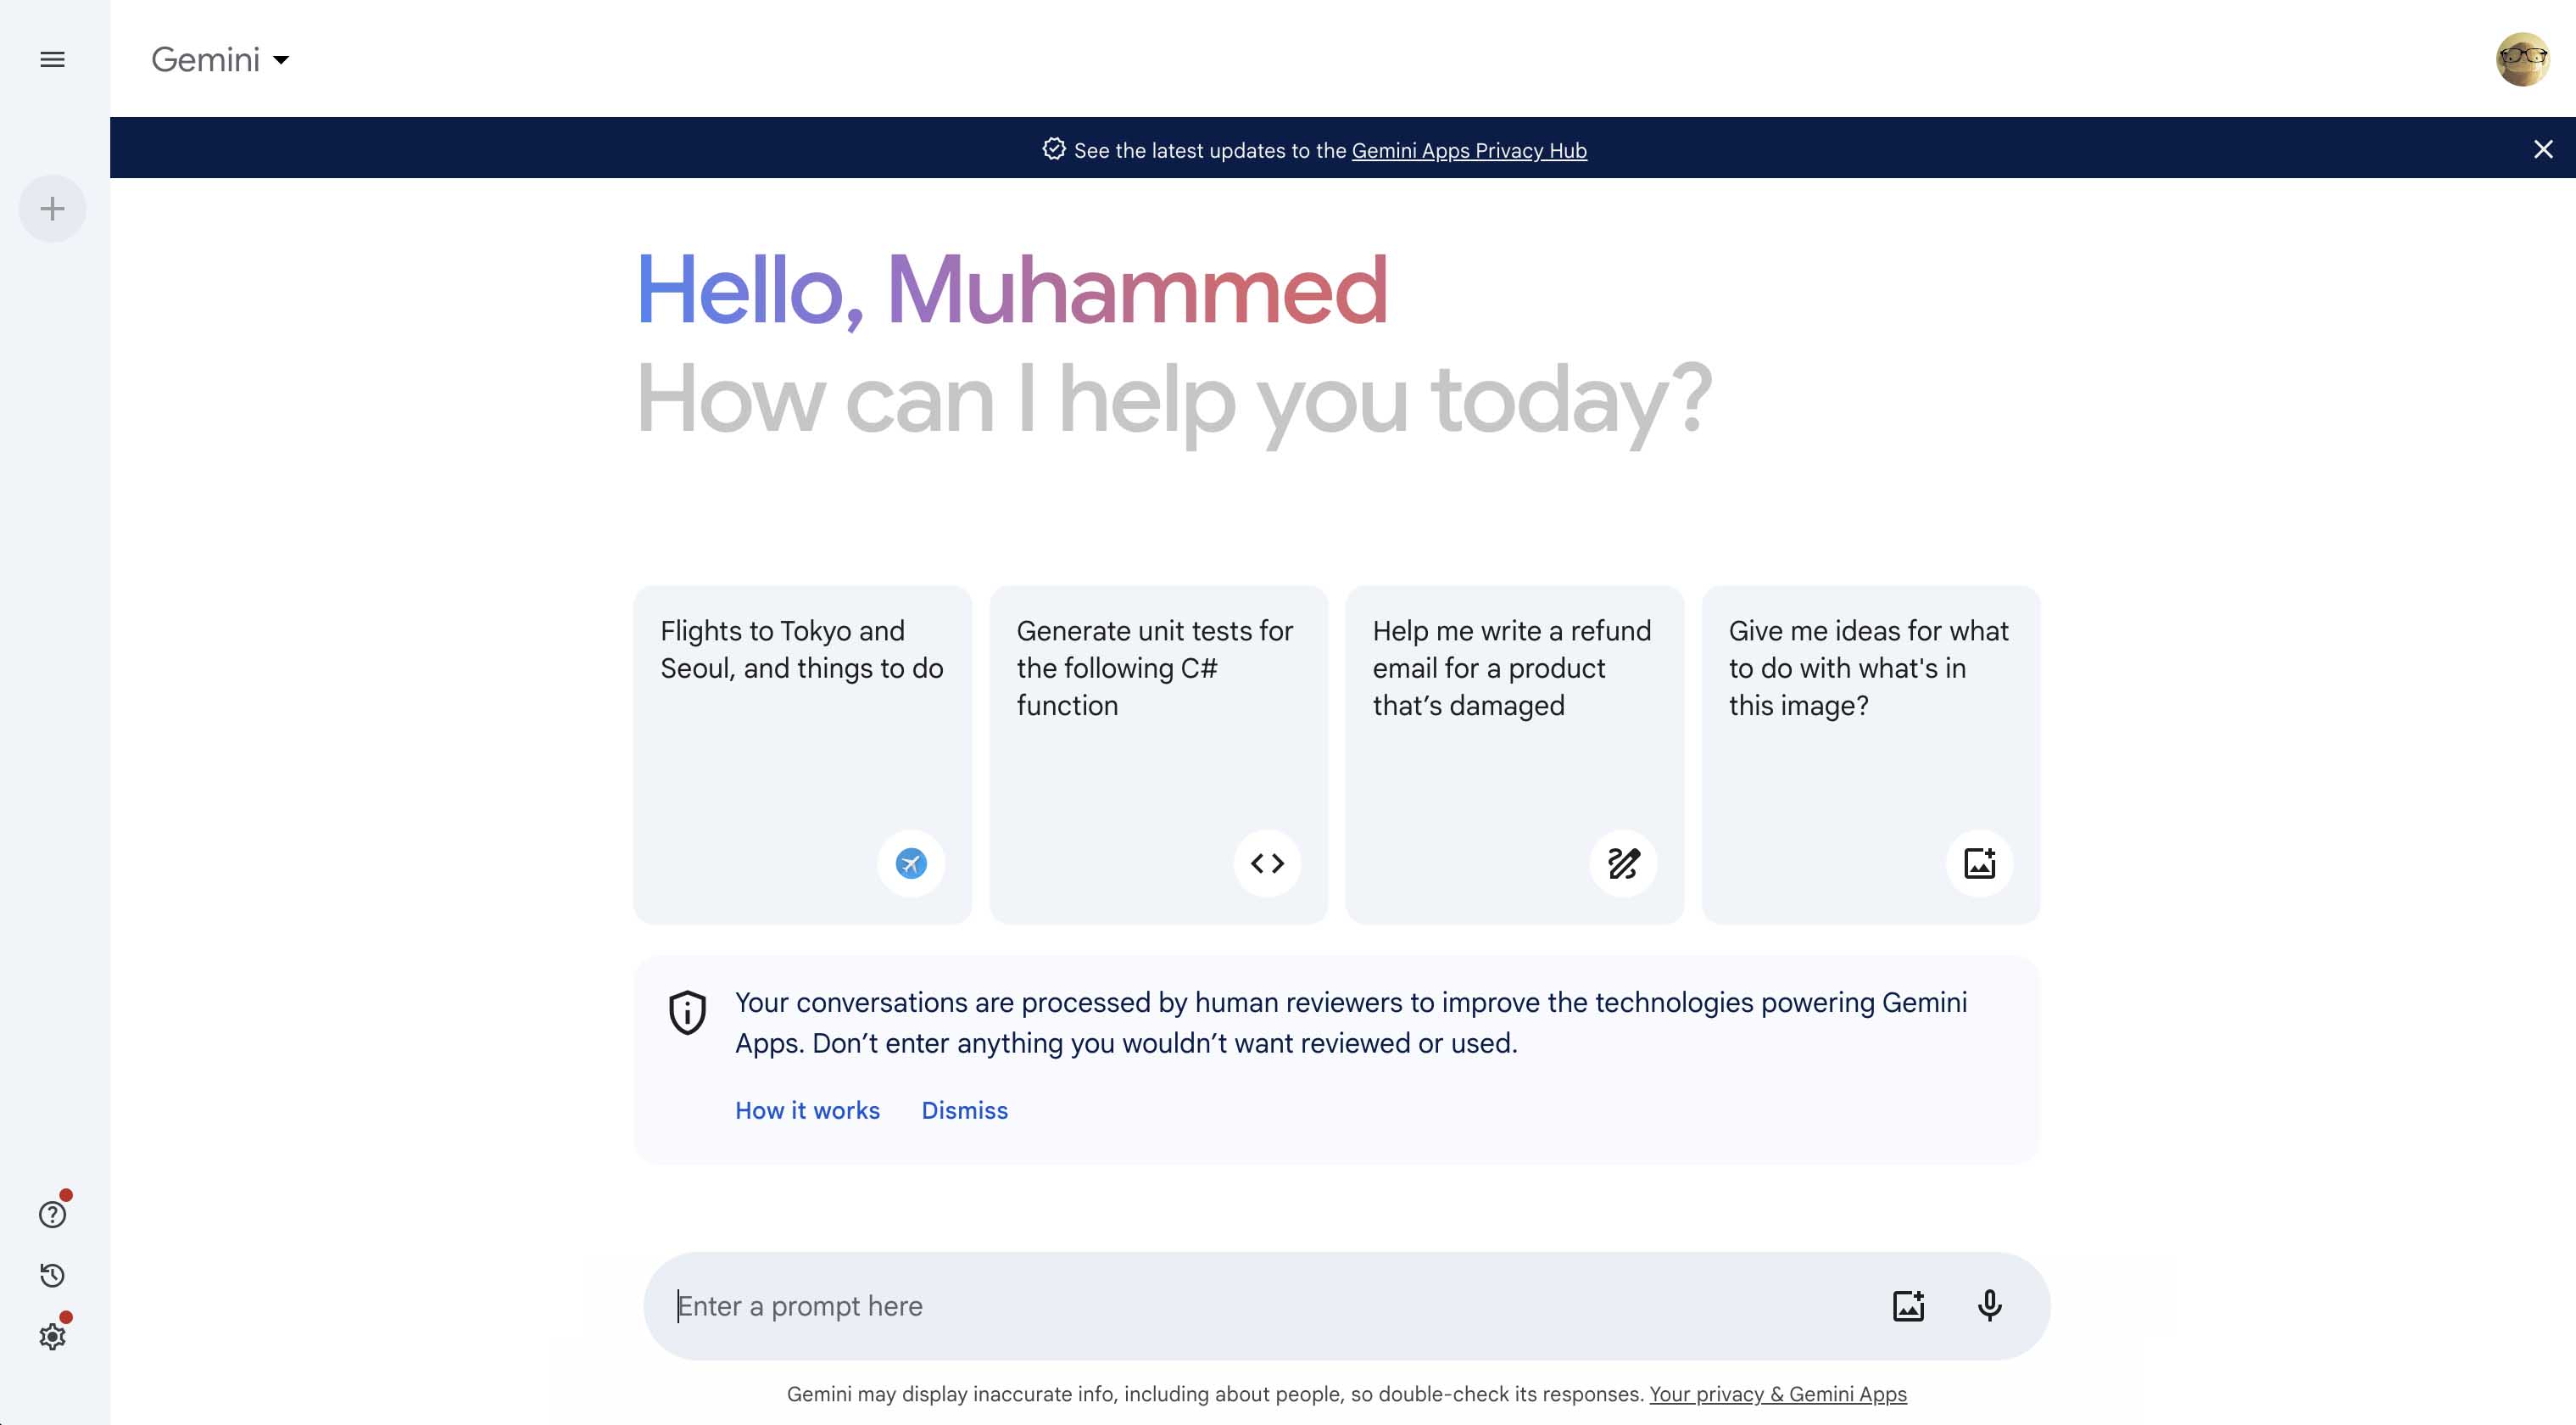 Gemini
See the latest updates to the Gemini Apps Privacy Hub
Hello, Muhammed
How can I help you today?
Flights to Tokyo and
Seoul, and things to do
Generate unit tests for
the following C#
function
Help me write a refund
email for a product
that’s damaged
Give me ideas for what
to do with what's in
this image?
Your conversations are processed by human reviewers to improve the technologies powering Gemini
Apps. Don’t enter anything you wouldn’t want reviewed or used.
How it works Dismiss
Enter a prompt here
Gemini may display inaccurate info, including about people, so double-check its responses. Your privacy & Gemini Apps